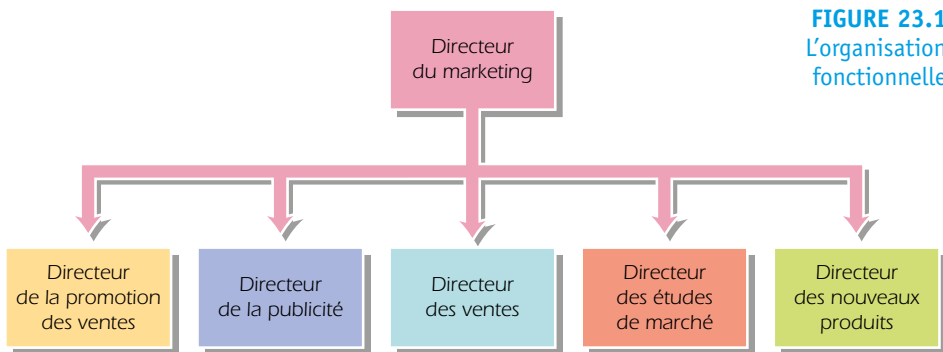 Directeur
du marketing
FIGURE 23.1
L'organisation
fonctionnelle
Directeur
de la promotion
des ventes
Directeur
de la publicité
Directeur
des ventes
Directeur
des études
de marché
Directeur
des nouveaux
produits